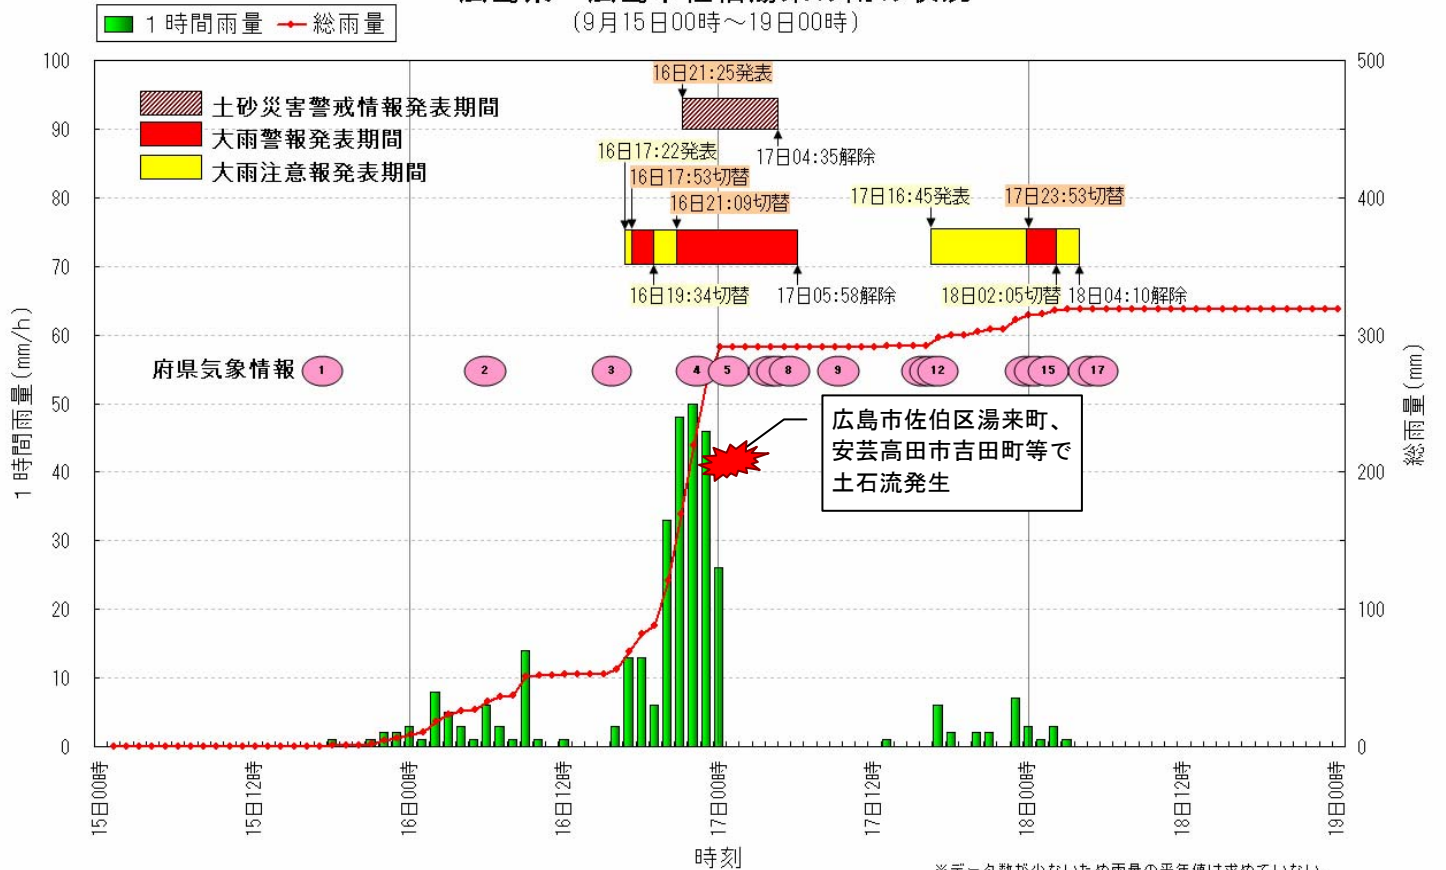 (9月15日00時～19日00時)
1時間雨量 総雨量
土砂災害警戒情報発表期間
大雨警報発表期間
大雨注意報発表期間
16日21:25発表
17日04:35解除
16日17:22発表
16日17:53切替
16日21:09切替
16日19:34切替
17日05:58解除
17日16:45発表
17日23:53切替
18日02:05切替
18日04:10解除
府県気象情報 1 2 3 4 5 8 9 12 15 17
広島市佐伯区湯来町、
安芸高田市吉田町等で
土石流発生
1時間雨量(mm/h)
100
90
80
70
60
50
40
30
20
10
0
総雨量(mm)
500
400
300
200
100
0
15日00時
15日12時
16日00時
16日12時
17日00時
17日12時
18日00時
18日12時
19日00時
時刻